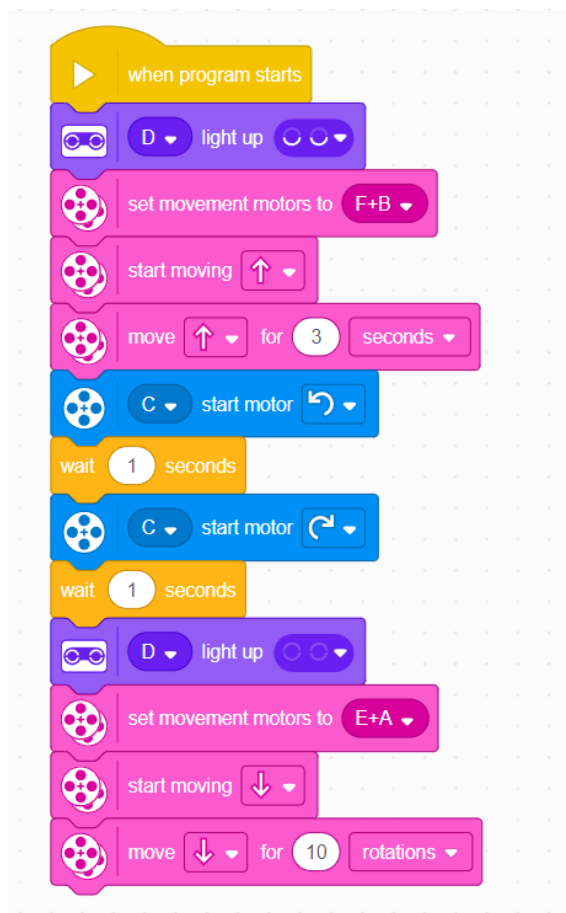 when program starts
D light up
set movement motors to F+B
start moving
move for 3 seconds
C start motor
wait 1 seconds
C start motor
wait 1 seconds
D light up
set movement motors to E+A
start moving
move for 10 rotations